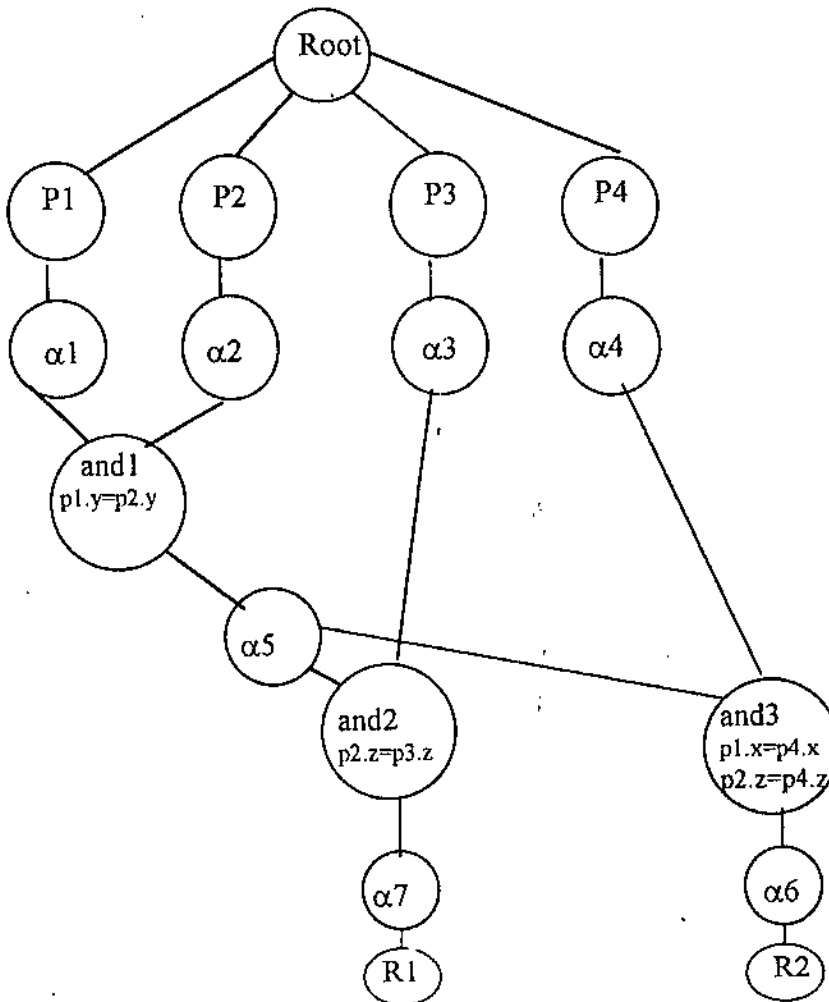 Root
P1
P2
P3
P4
α1
α2
α3
α4
and1
p1.y=p2.y
α5
and2
p2.z=p3.z
and3
p1.x=p4.x
p2.z=p4.z
α7
α6
R1
R2